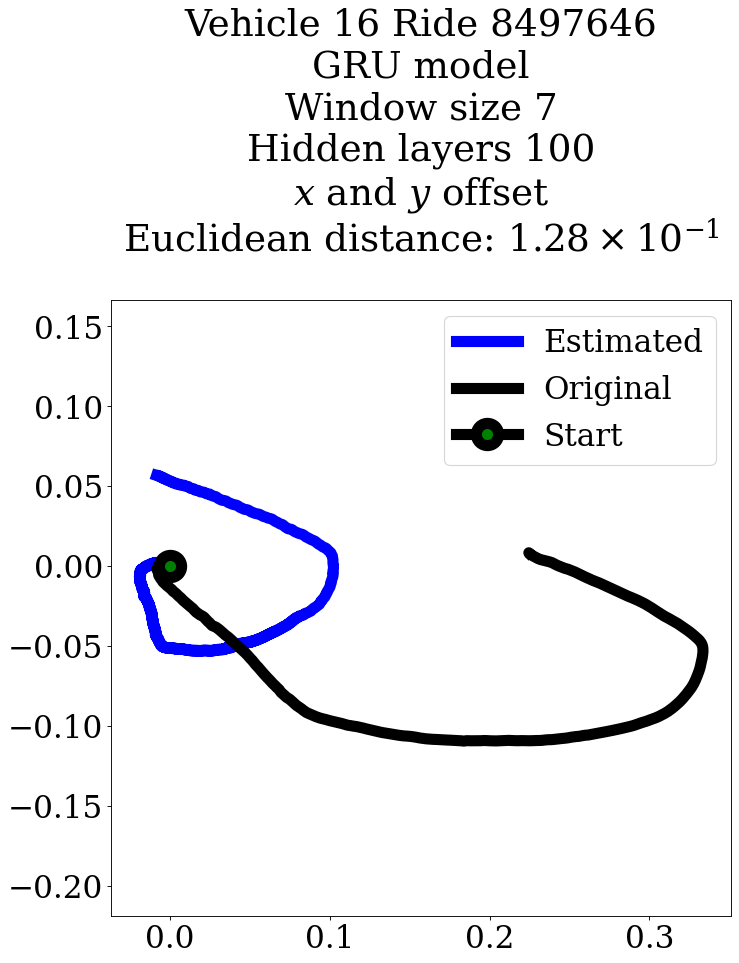 Vehicle 16 Ride 8497646
GRU model
Window size 7
Hidden layers 100
x and y offset
Euclidean distance: 1.28 × 10⁻¹
Estimated
Original
Start
0.15
0.10
0.05
0.00
−0.05
−0.10
−0.15
−0.20
0.0 0.1 0.2 0.3